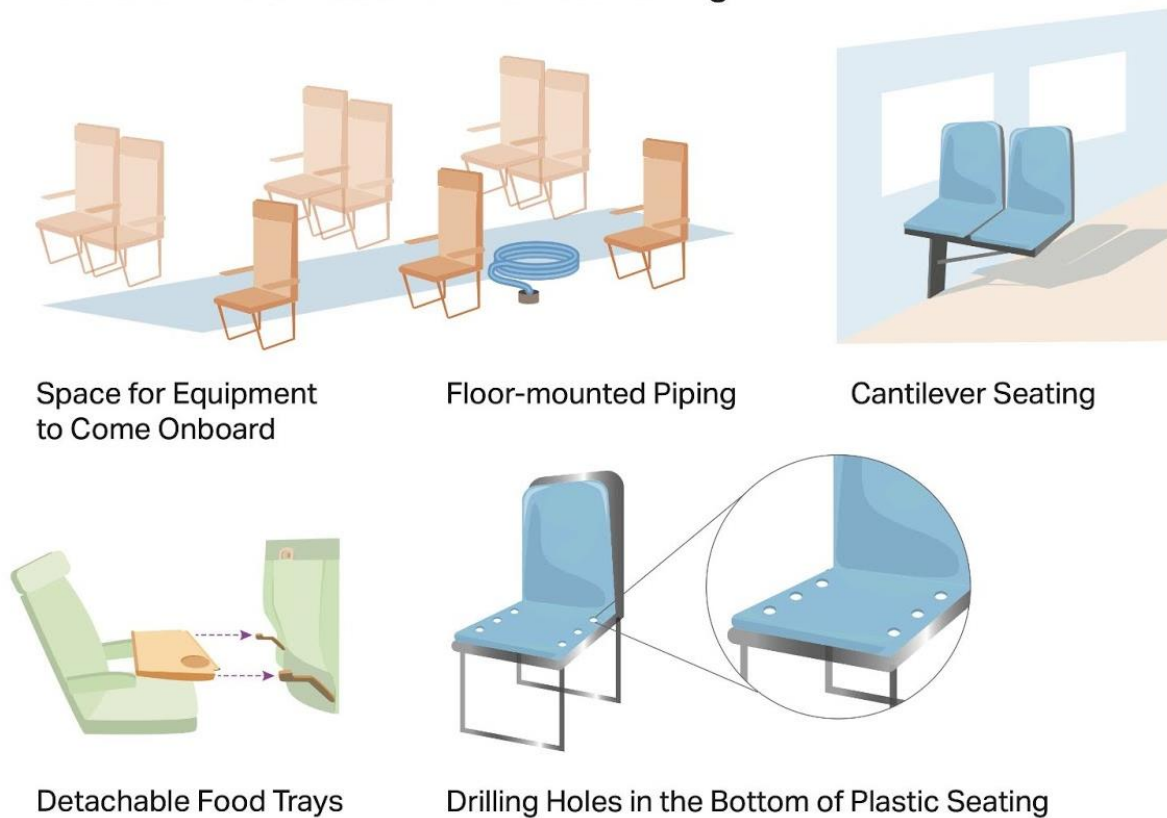 Space for Equipment
to Come Onboard
Floor-mounted Piping
Cantilever Seating
Detachable Food Trays
Drilling Holes in the Bottom of Plastic Seating